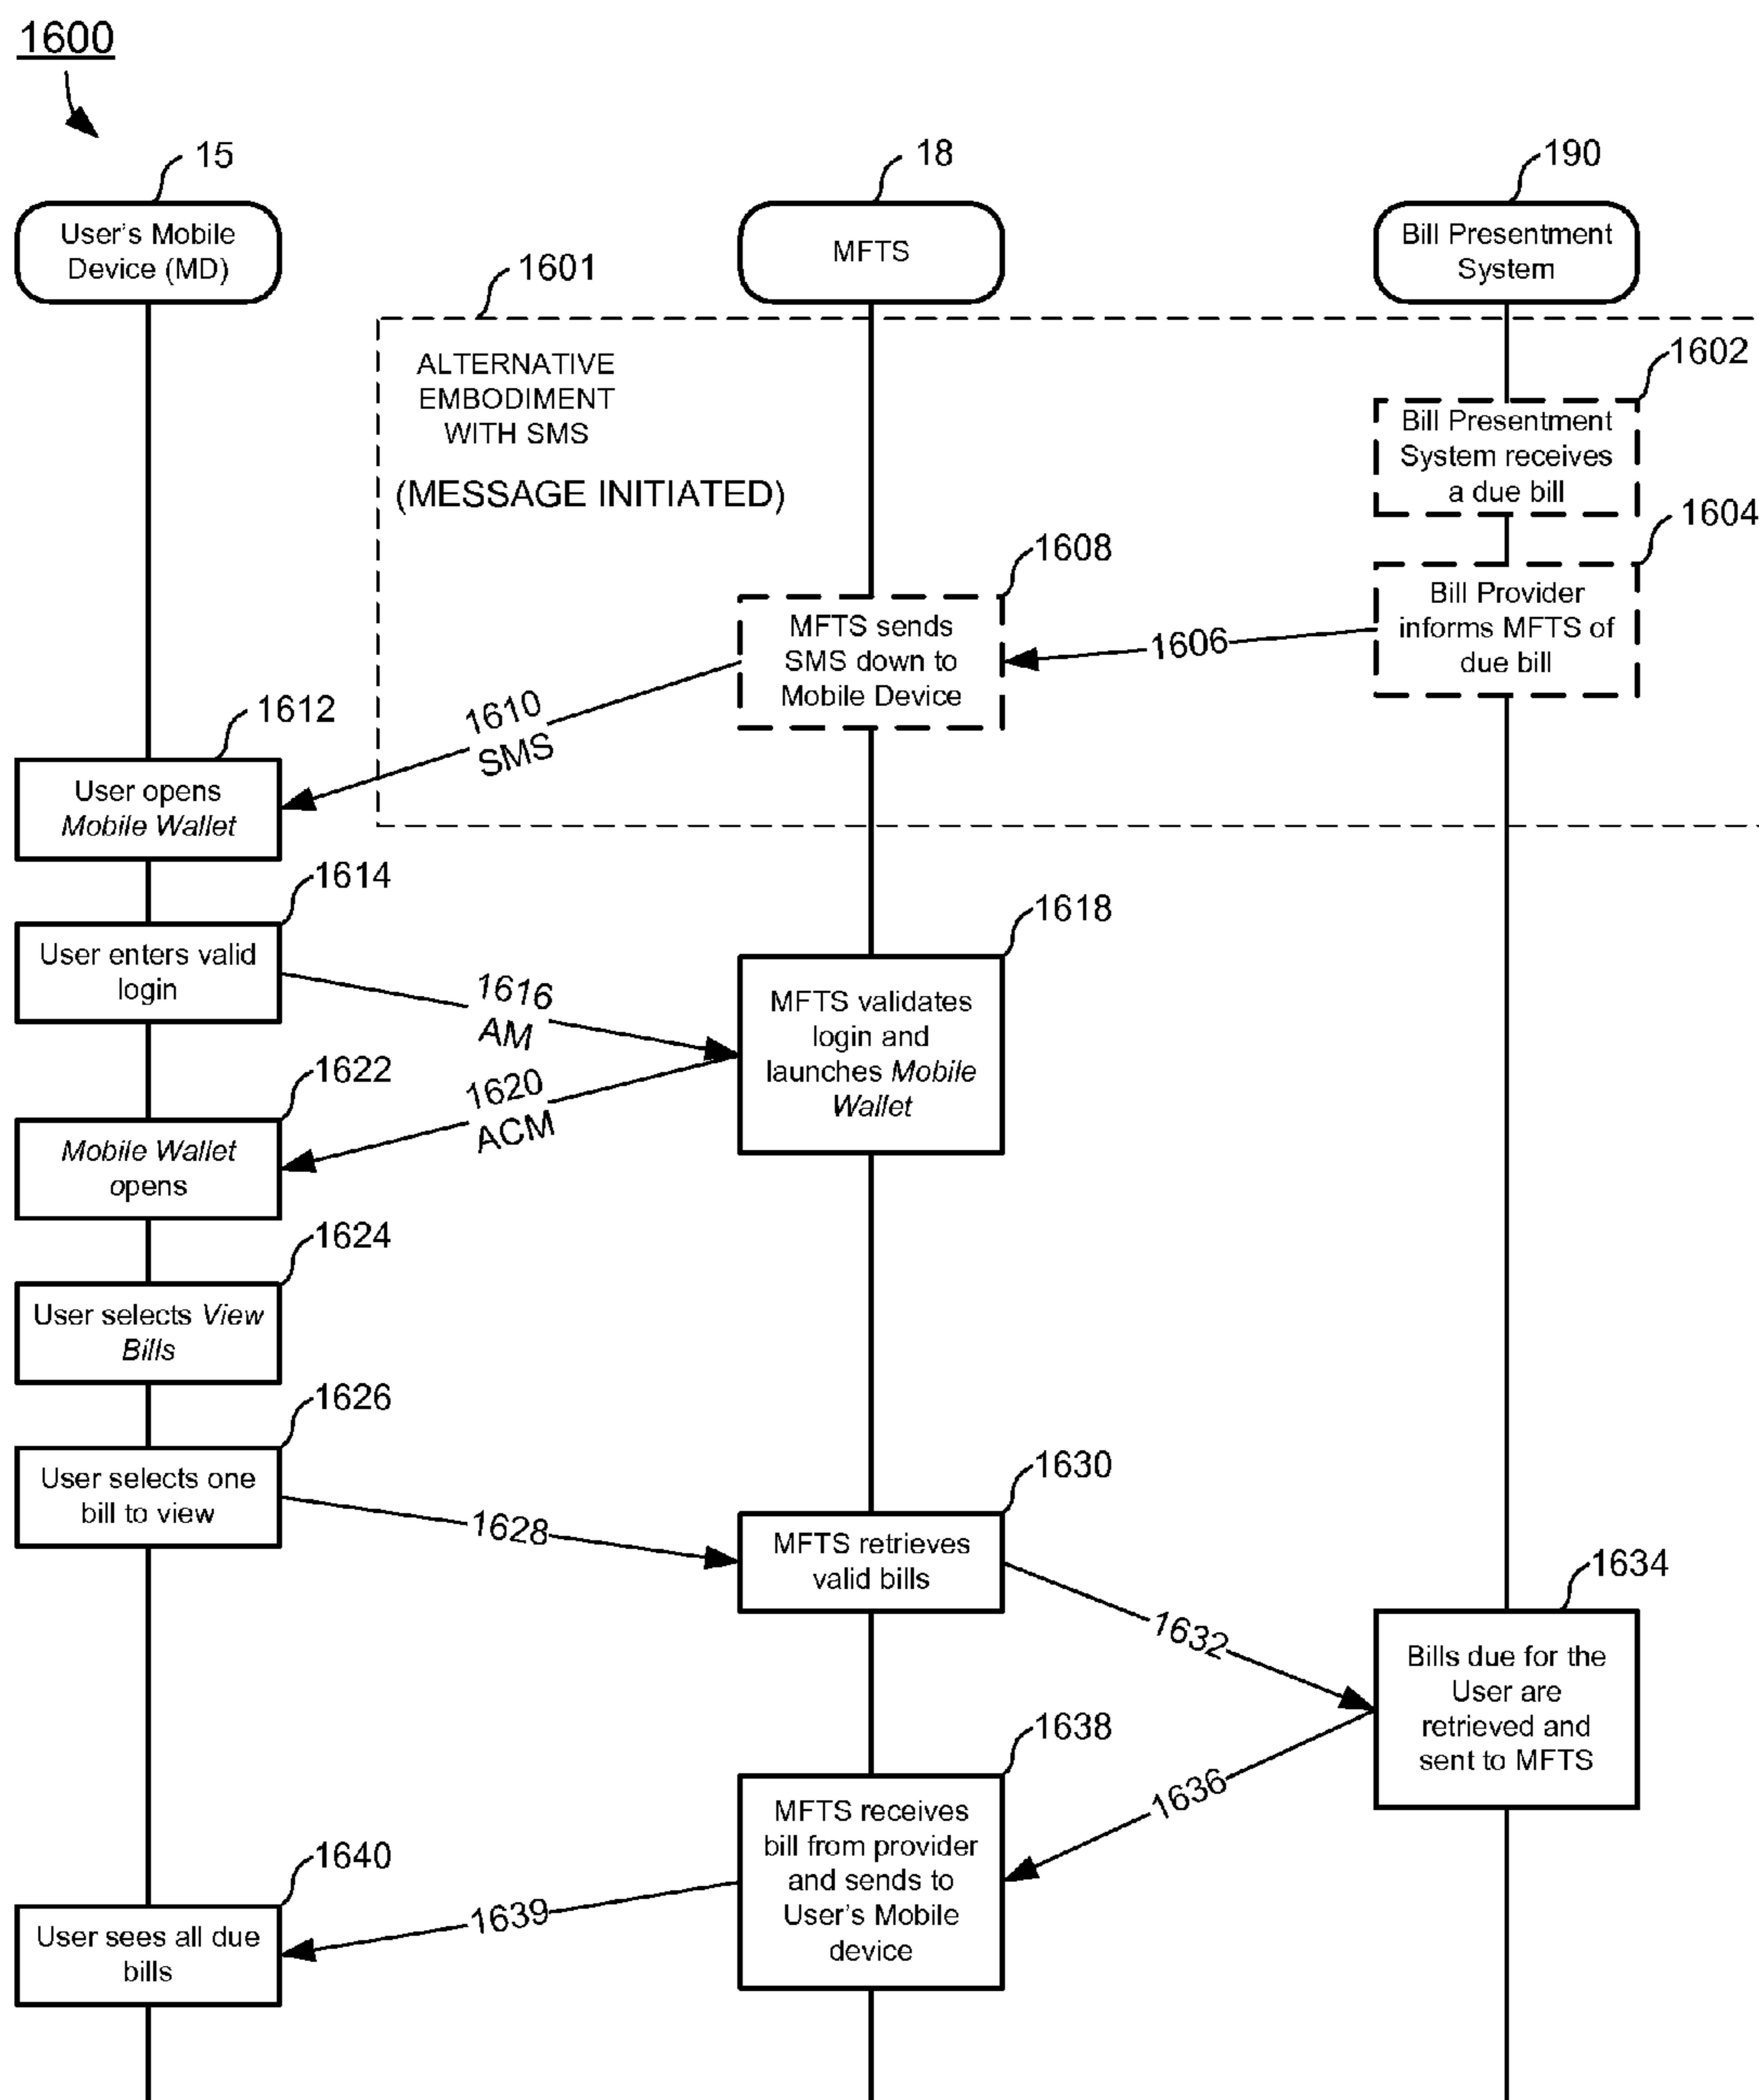 1600
15
18
190
User's Mobile
Device (MD)
MFTS
Bill Presentment
System
1601
ALTERNATIVE
EMBODIMENT
WITH SMS
(MESSAGE INITIATED)
1602
Bill Presentment
System receives
a due bill
1604
Bill Provider
informs MFTS of
due bill
1606
1608
MFTS sends
SMS down to
Mobile Device
1610
SMS
1612
User opens
Mobile Wallet
1614
User enters valid
login
1616
AM
1618
MFTS validates
login and
launches Mobile
Wallet
1620
ACM
1622
Mobile Wallet
opens
1624
User selects View
Bills
1626
User selects one
bill to view
1628
1630
MFTS retrieves
valid bills
1632
1634
Bills due for the
User are
retrieved and
sent to MFTS
1636
1638
MFTS receives
bill from provider
and sends to
User's Mobile
device
1639
1640
User sees all due
bills